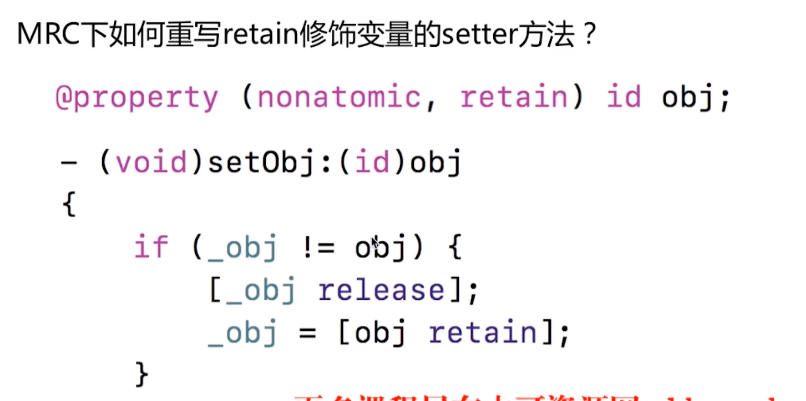 MRC下如何重写retain修饰变量的setter方法？
@property (nonatomic, retain) id obj;
- (void)setObj:(id)obj
{
if (_obj != obj) {
[_obj release];
_obj = [obj retain];
}